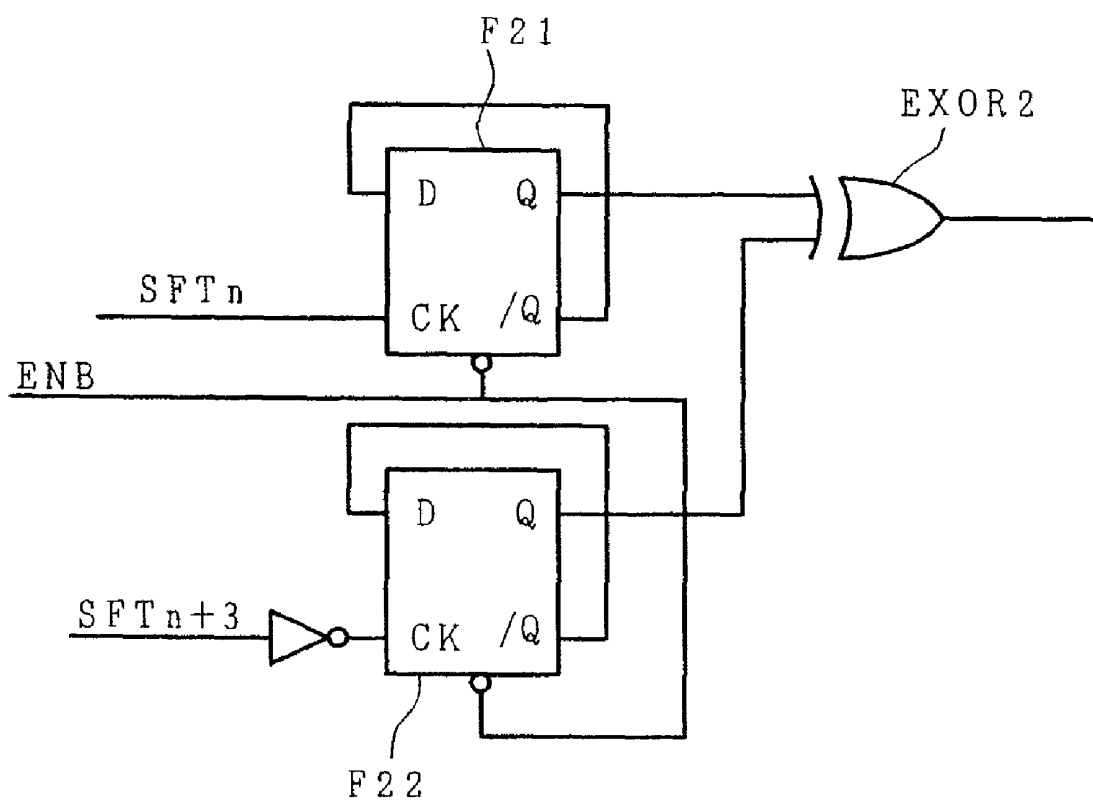 F21
EXOR2
D Q
SFTn
CK /Q
ENB
D Q
SFTn+3
CK /Q
F22